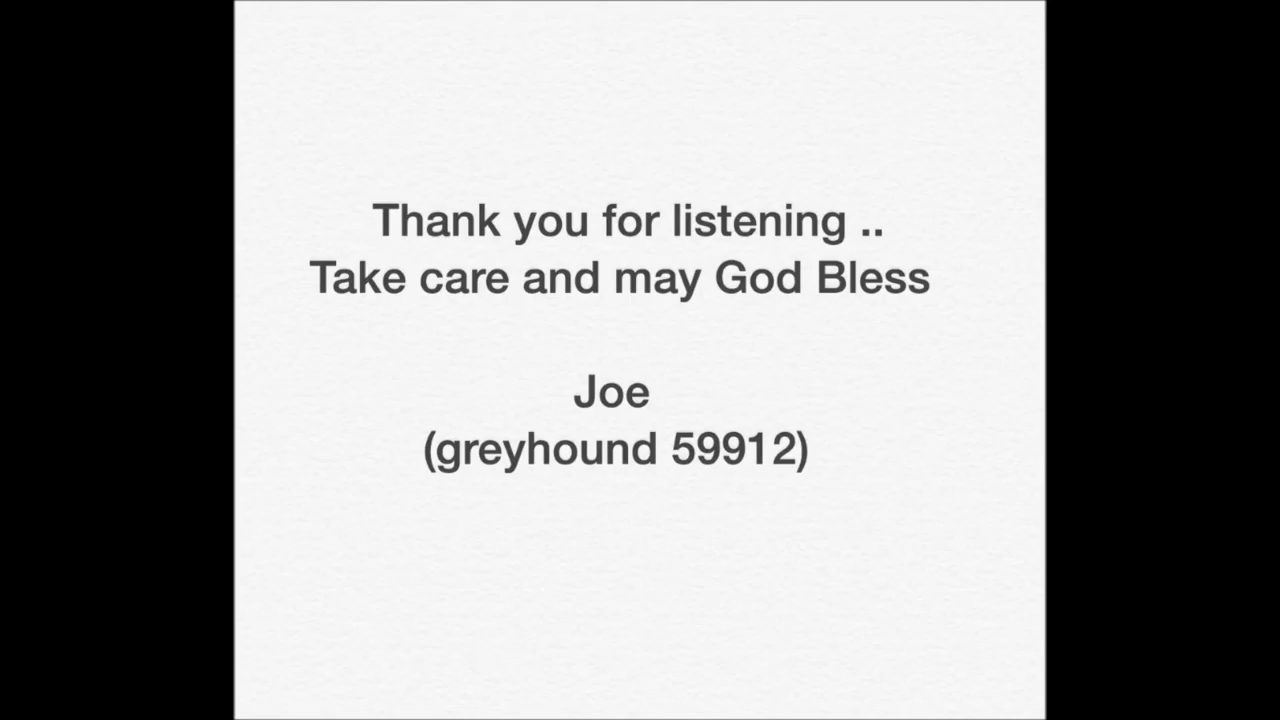 Thank you for listening ..
Take care and may God Bless
Joe
(greyhound 59912)